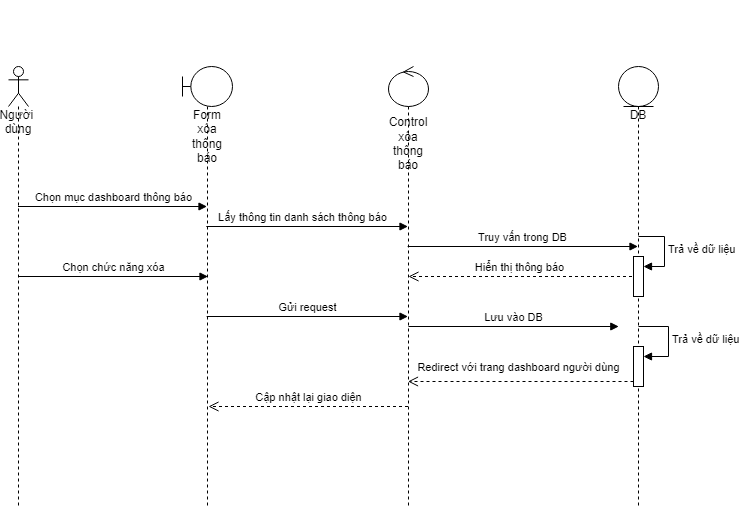 Người
dùng
Form
xóa
thông
báo
Control
xóa
thông
báo
DB
Chọn mục dashboard thông báo
Lấy thông tin danh sách thông báo
Truy vấn trong DB
Trả về dữ liệu
Chọn chức năng xóa
Hiển thị thông báo
Gửi request
Lưu vào DB
Trả về dữ liệu
Redirect với trang dashboard người dùng
Cập nhật lại giao diện